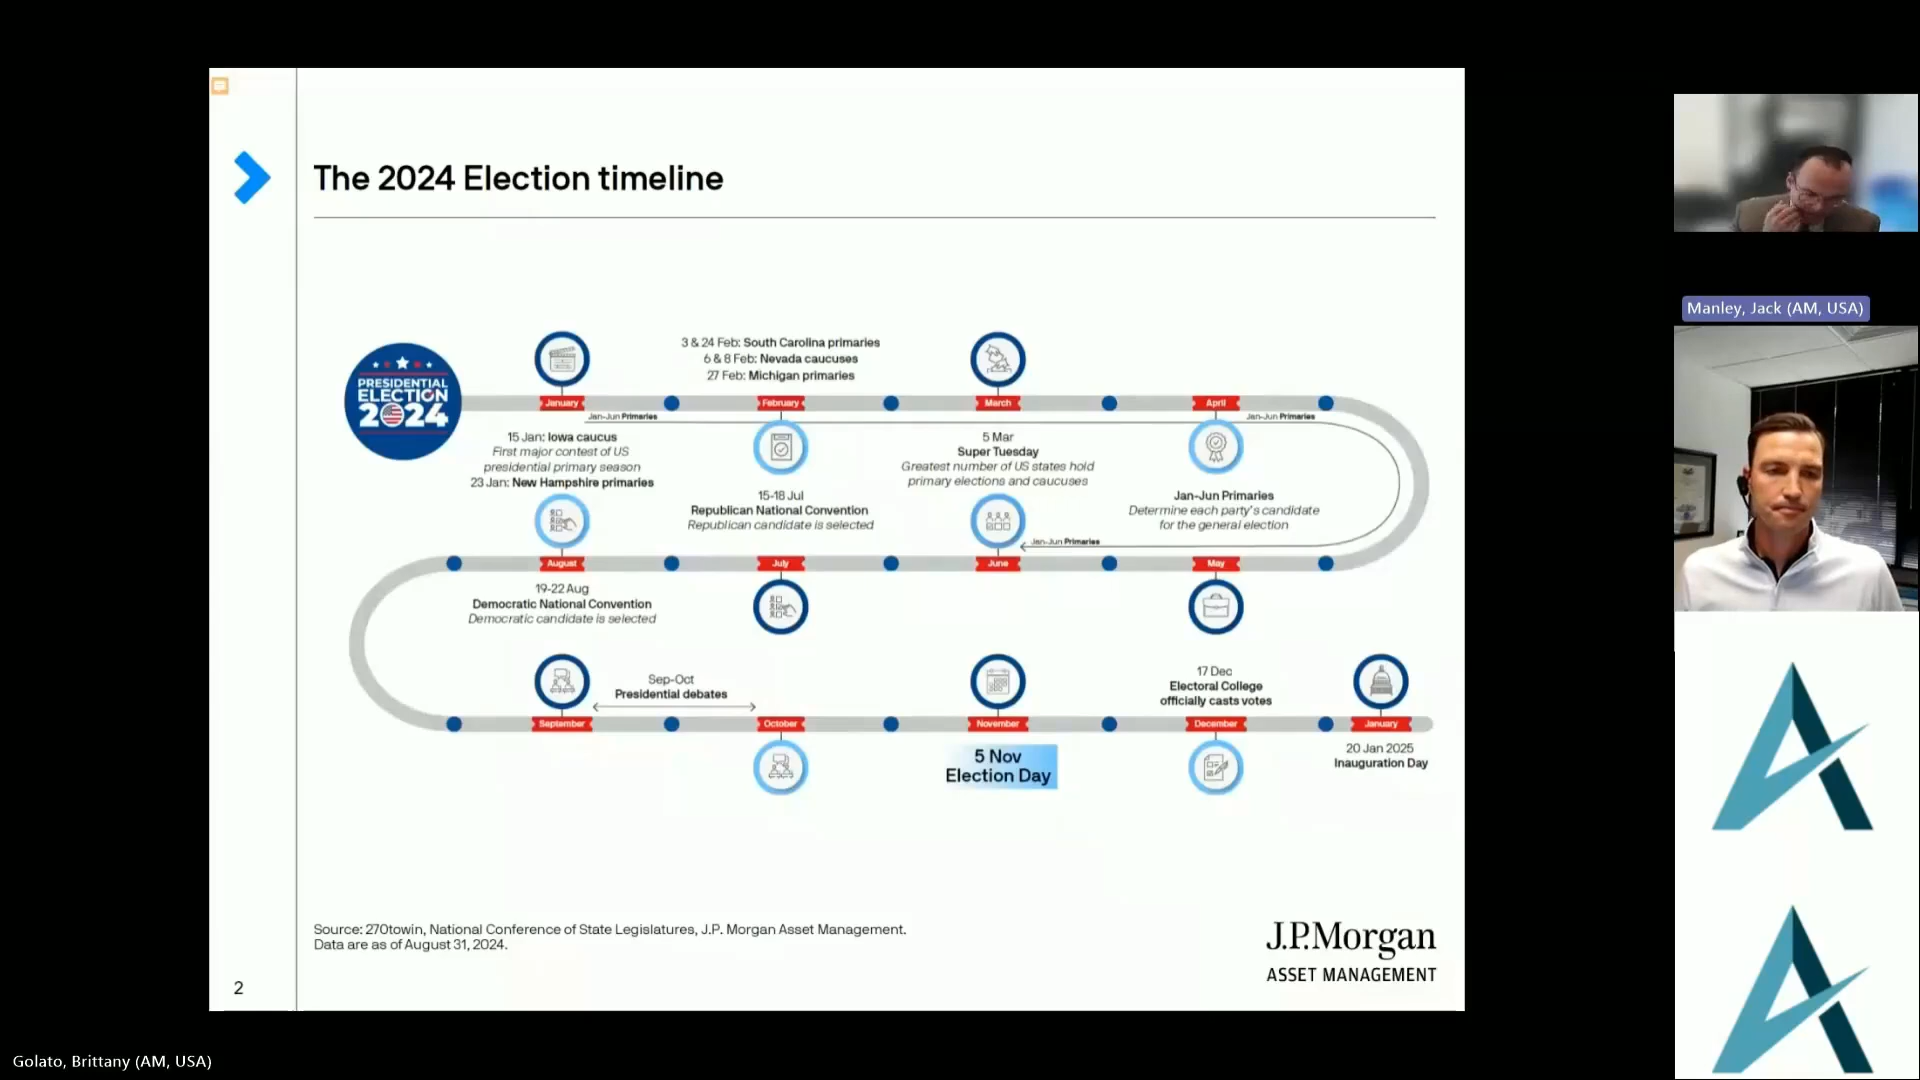 The 2024 Election timeline
PRESIDENTIAL
ELECTION
2024
January
February
March
April
3 & 24 Feb: South Carolina primaries
6 & 8 Feb: Nevada caucuses
27 Feb: Michigan primaries
Jan-Jun Primaries
Jan-Jun Primaries
15 Jan: Iowa caucus
First major contest of US
presidential primary season
23 Jan: New Hampshire primaries
5 Mar
Super Tuesday
Greatest number of US states hold
primary elections and caucuses
15-18 Jul
Republican National Convention
Republican candidate is selected
Jan-Jun Primaries
Determine each party's candidate
for the general election
Jan-Jun Primaries
August
July
June
May
19-22 Aug
Democratic National Convention
Democratic candidate is selected
Sep-Oct
Presidential debates
17 Dec
Electoral College
officially casts votes
September
October
November
December
January
5 Nov
Election Day
20 Jan 2025
Inauguration Day
Source: 270towin, National Conference of State Legislatures, J.P. Morgan Asset Management.
Data are as of August 31, 2024.
J.P.Morgan
ASSET MANAGEMENT
2
Manley, Jack (AM, USA)
Golato, Brittany (AM, USA)